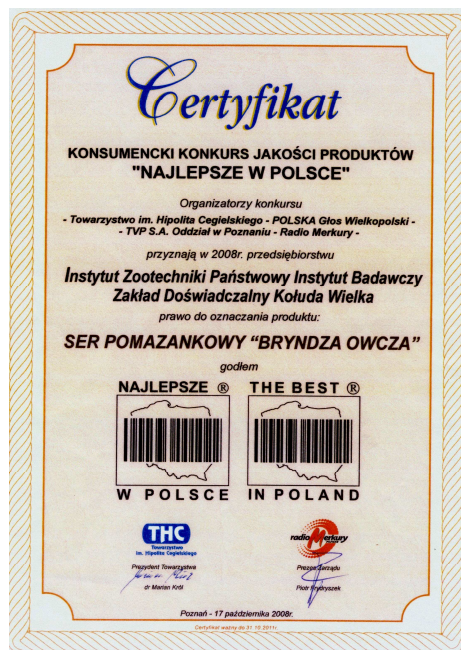 Certyfikat
KONSUMENCKI KONKURS JAKOŚCI PRODUKTÓW
"NAJLEPSZE W POLSCE"
Organizatorzy konkursu
- Towarzystwo im. Hipolita Cegielskiego - POLSKA Głos Wielkopolski -
- TVP S.A. Oddział w Poznaniu - Radio Merkury -
przyznają w 2008r. przedsiębiorstwu
Instytut Zootechniki Państwowy Instytut Badawczy
Zakład Doświadczalny Kołuda Wielka
prawo do oznaczania produktu:
SER POMAZANKOWY "BRYNDZA OWCZA”
godłem
NAJLEPSZE ® THE BEST ®
W POLSCE IN POLAND
THC
Towarzystwo
im. Hipolita Cegielskiego
radio Merkury
Prezydent Towarzystwa
dr Marian Król
Prezes Zarządu
Piotr Frydryszek
Poznań - 17 października 2008r.
Certyfikat ważny do 31.10.2011r.